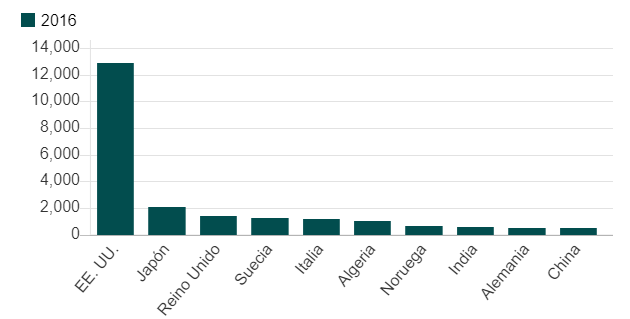 2016
14,000
12,000
10,000
8,000
6,000
4,000
2,000
0
EE. UU.
Japón
Reino Unido
Suecia
Italia
Algeria
Noruega
India
Alemania
China